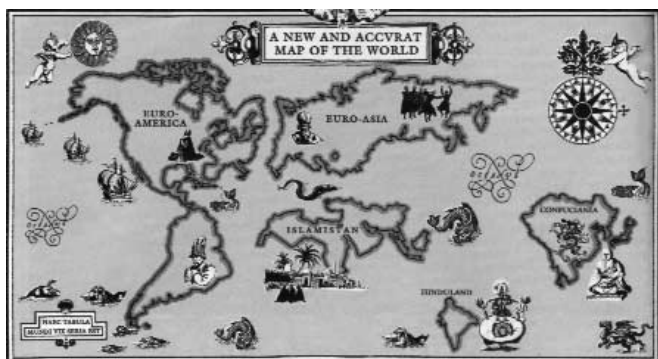 A NEW AND ACCVRAT
MAP OF THE WORLD
EURO-
AMERICA
EURO-ASIA
ISLAMISTAN
CONFUCIANIA
HINDULAND
HAEC TABULA
MUNDI VIX SERIA EST